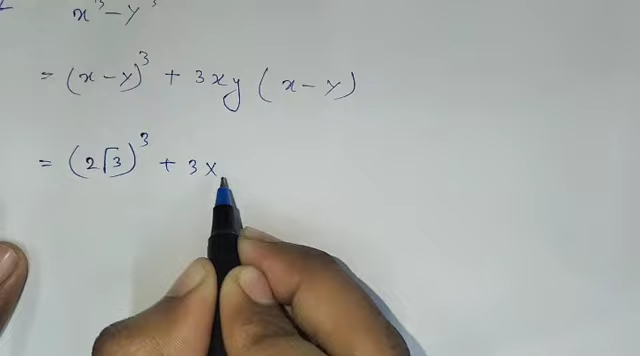 x³ - y³
= (x - y)³ + 3xy (x - y)
= (2√3)³ + 3 ×